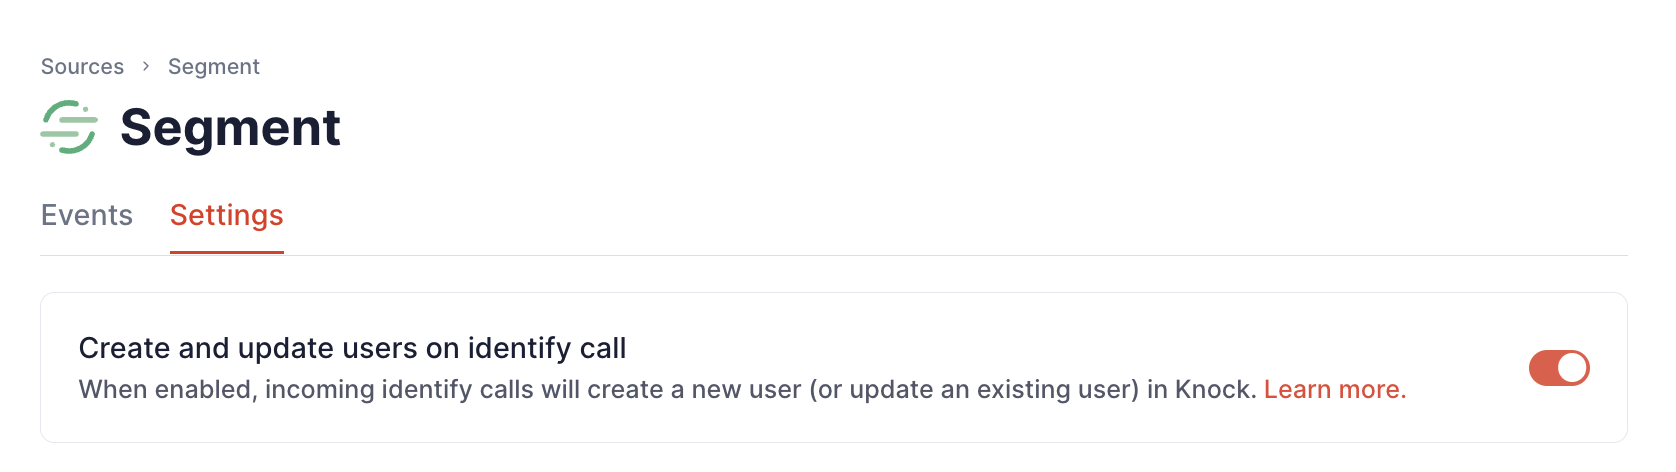 Sources > Segment
Segment
Events Settings
Create and update users on identify call
When enabled, incoming identify calls will create a new user (or update an existing user) in Knock. Learn more.